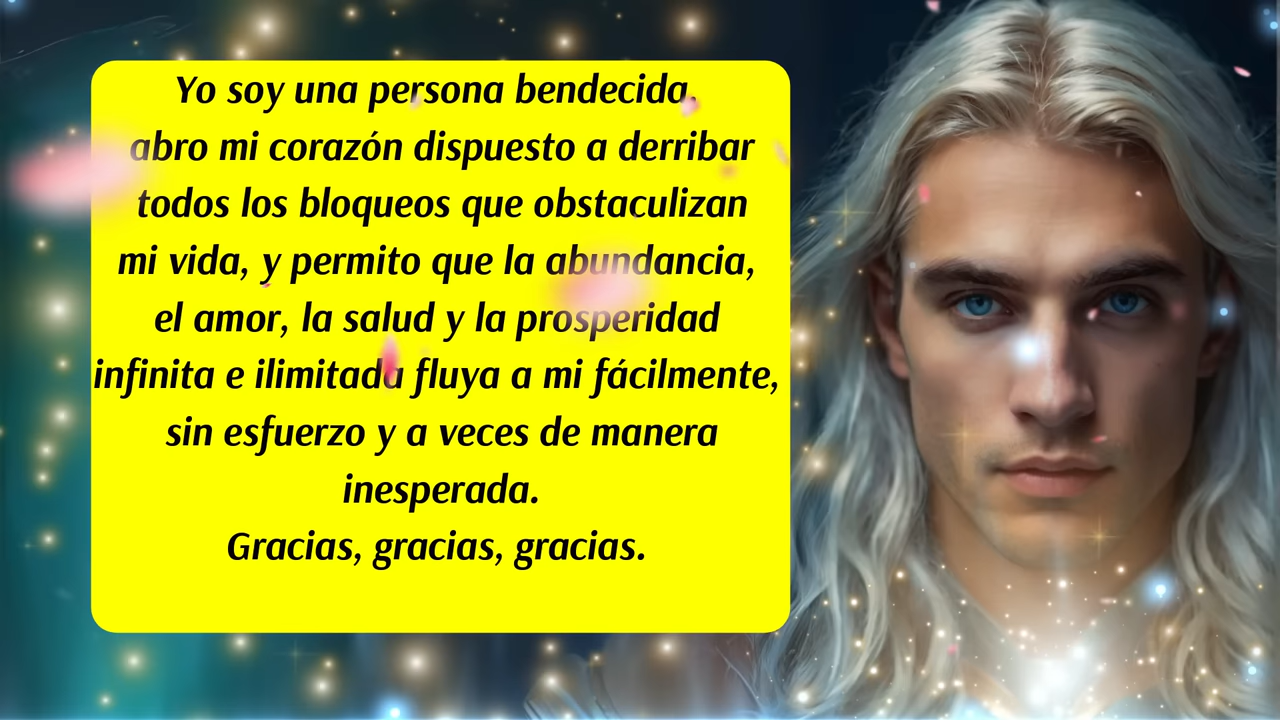 Yo soy una persona bendecida,
abro mi corazón dispuesto a derribar
todos los bloqueos que obstaculizan
mi vida, y permito que la abundancia,
el amor, la salud y la prosperidad
infinita e ilimitada fluya a mi fácilmente,
sin esfuerzo y a veces de manera
inesperada.
Gracias, gracias, gracias.